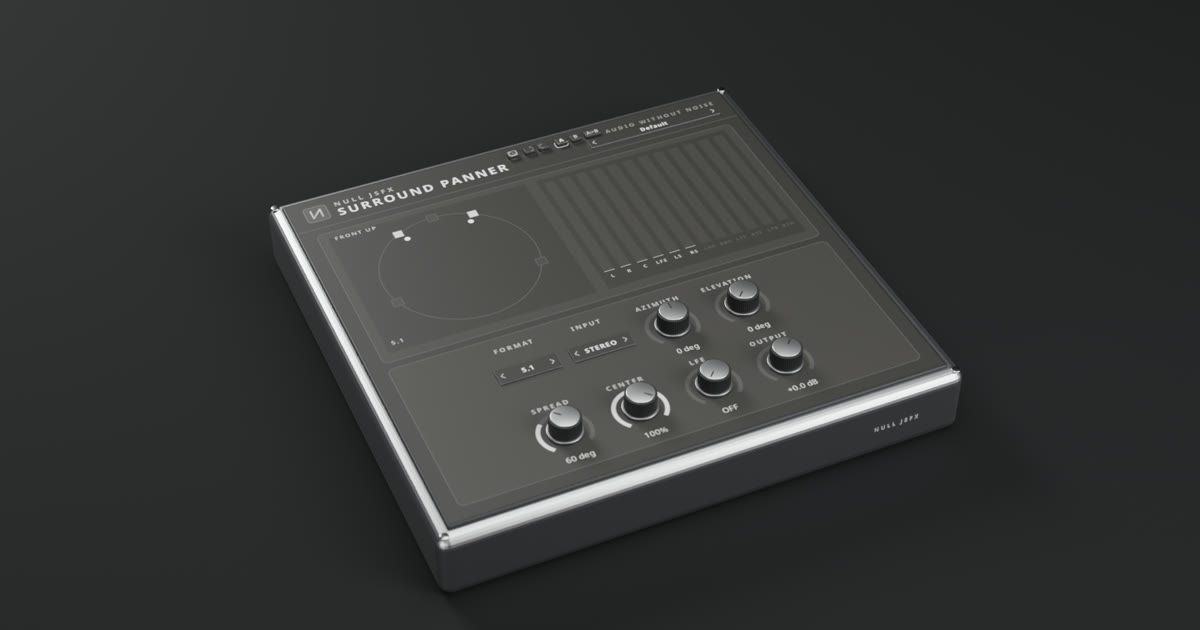 NULL JSFX
SURROUND PANNER
A
B
A>B
AUDIO WITHOUT NOISE
< Default >
FRONT UP
5.1
L R C LFE LS RS
FORMAT
< 5.1 >
INPUT
< STEREO >
AZIMUTH
0 deg
ELEVATION
0 deg
SPREAD
60 deg
CENTER
100%
LFE
OFF
OUTPUT
+0.0 dB
NULL JSFX